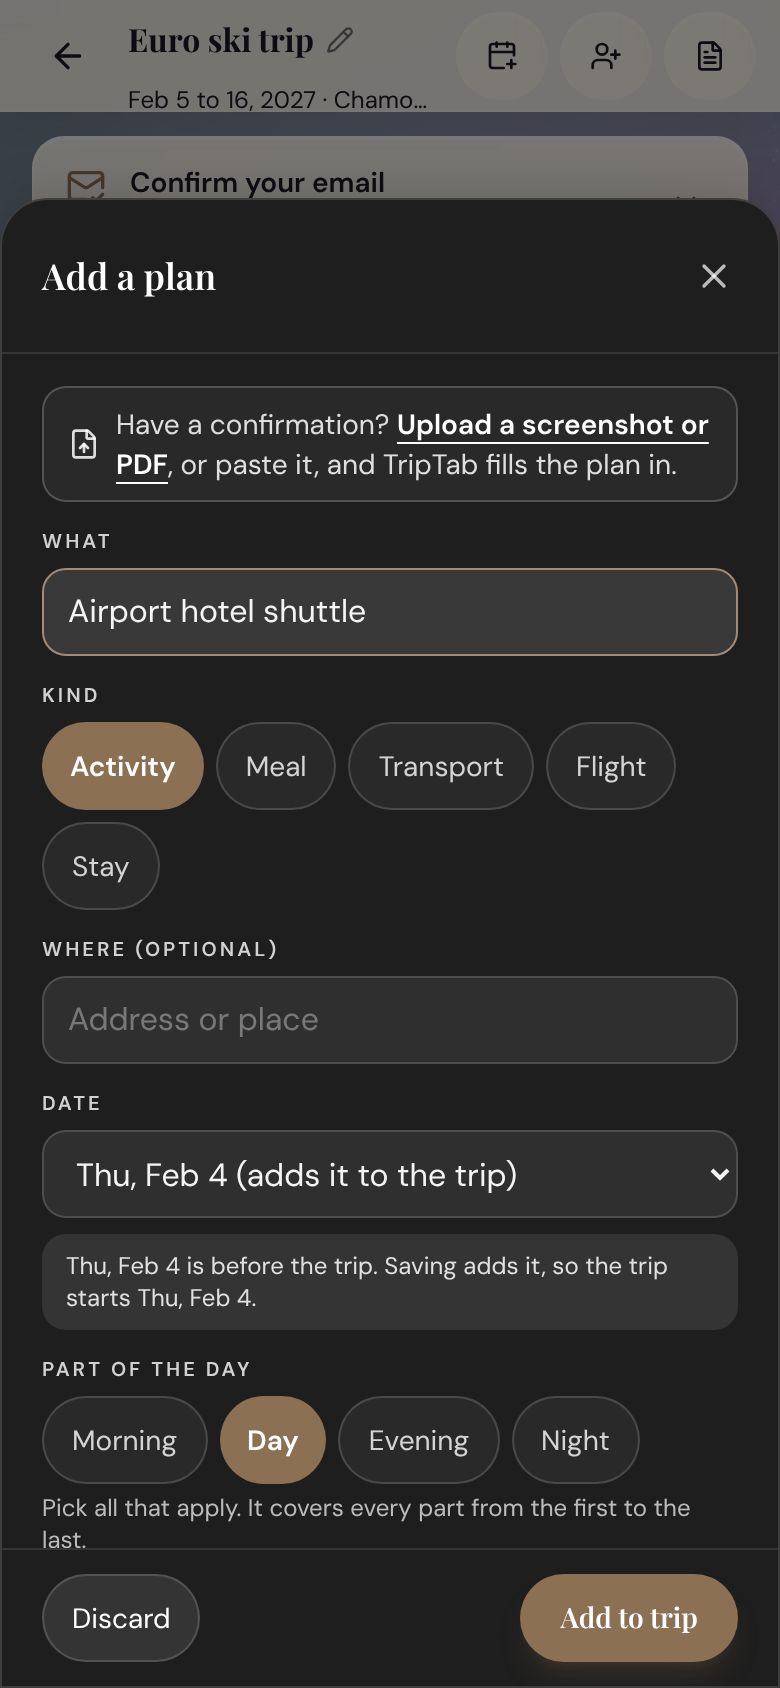 Euro ski trip
Feb 5 to 16, 2027 · Chamo...
Confirm your email
Add a plan
Have a confirmation? Upload a screenshot or
PDF, or paste it, and TripTab fills the plan in.
WHAT
Airport hotel shuttle
KIND
Activity Meal Transport Flight
Stay
WHERE (OPTIONAL)
Address or place
DATE
Thu, Feb 4 (adds it to the trip)
Thu, Feb 4 is before the trip. Saving adds it, so the trip
starts Thu, Feb 4.
PART OF THE DAY
Morning Day Evening Night
Pick all that apply. It covers every part from the first to the
last.
Discard Add to trip